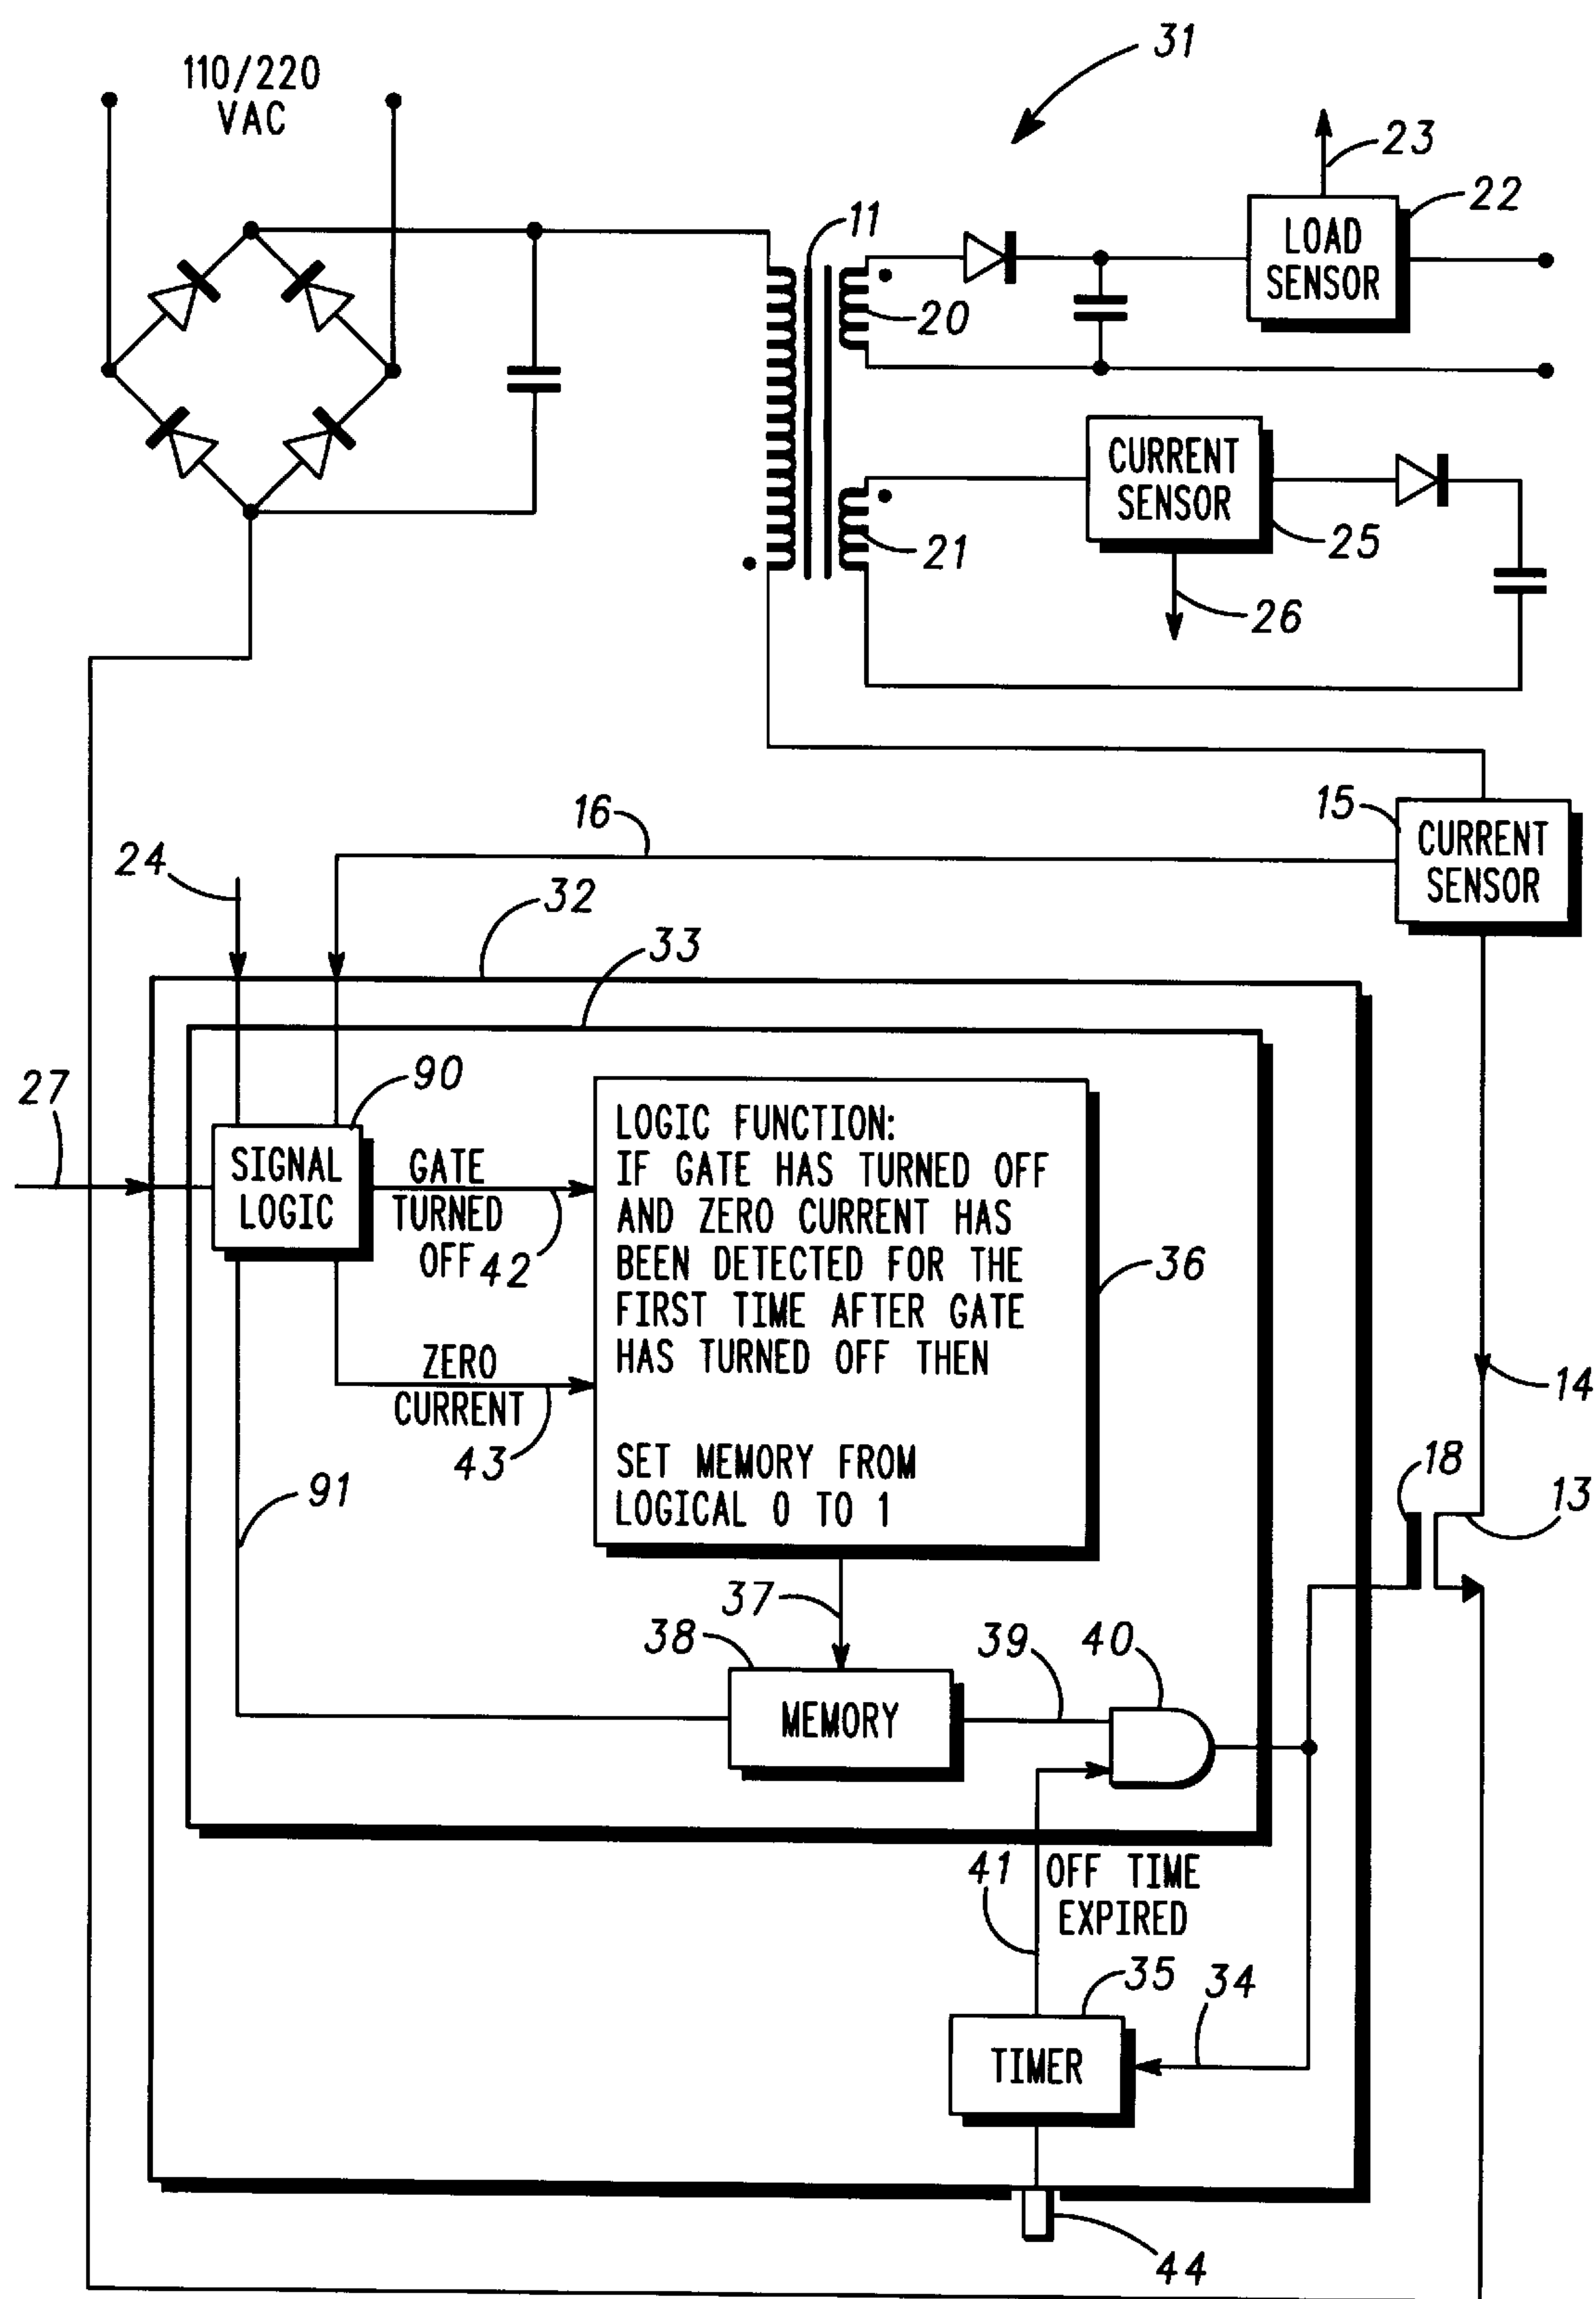 31
110/220
VAC
23
22
11
LOAD
SENSOR
20
CURRENT
SENSOR
21
25
26
16
15
CURRENT
SENSOR
24
32
33
27
90
SIGNAL
LOGIC
GATE
TURNED
OFF 42
LOGIC FUNCTION:
IF GATE HAS TURNED OFF
AND ZERO CURRENT HAS
BEEN DETECTED FOR THE
FIRST TIME AFTER GATE
HAS TURNED OFF THEN
SET MEMORY FROM
LOGICAL 0 TO 1
36
ZERO
CURRENT
43
14
91
18
13
37
38
39
40
MEMORY
41
OFF TIME
EXPIRED
35
34
TIMER
44